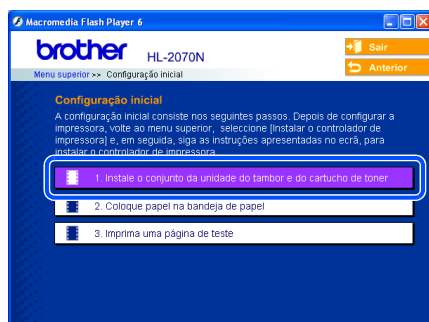 Macromedia Flash Player 6
brother HL-2070N
Sair
Menu superior >> Configuração inicial
Anterior
Configuração inicial
A configuração inicial consiste nos seguintes passos. Depois de configurar a
impressora, volte ao menu superior, seleccione [Instalar o controlador de
impressora] e, em seguida, siga as instruções apresentadas no ecrã, para
instalar o controlador de impressora.
1. Instale o conjunto da unidade do tambor e do cartucho de toner
2. Coloque papel na bandeja de papel
3. Imprima uma página de teste